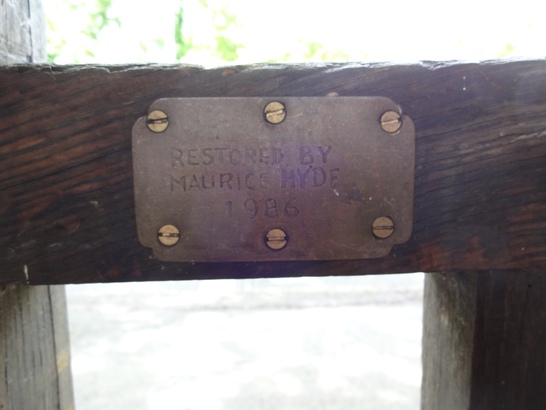 RESTORED BY
MAURICE HYDE
1986